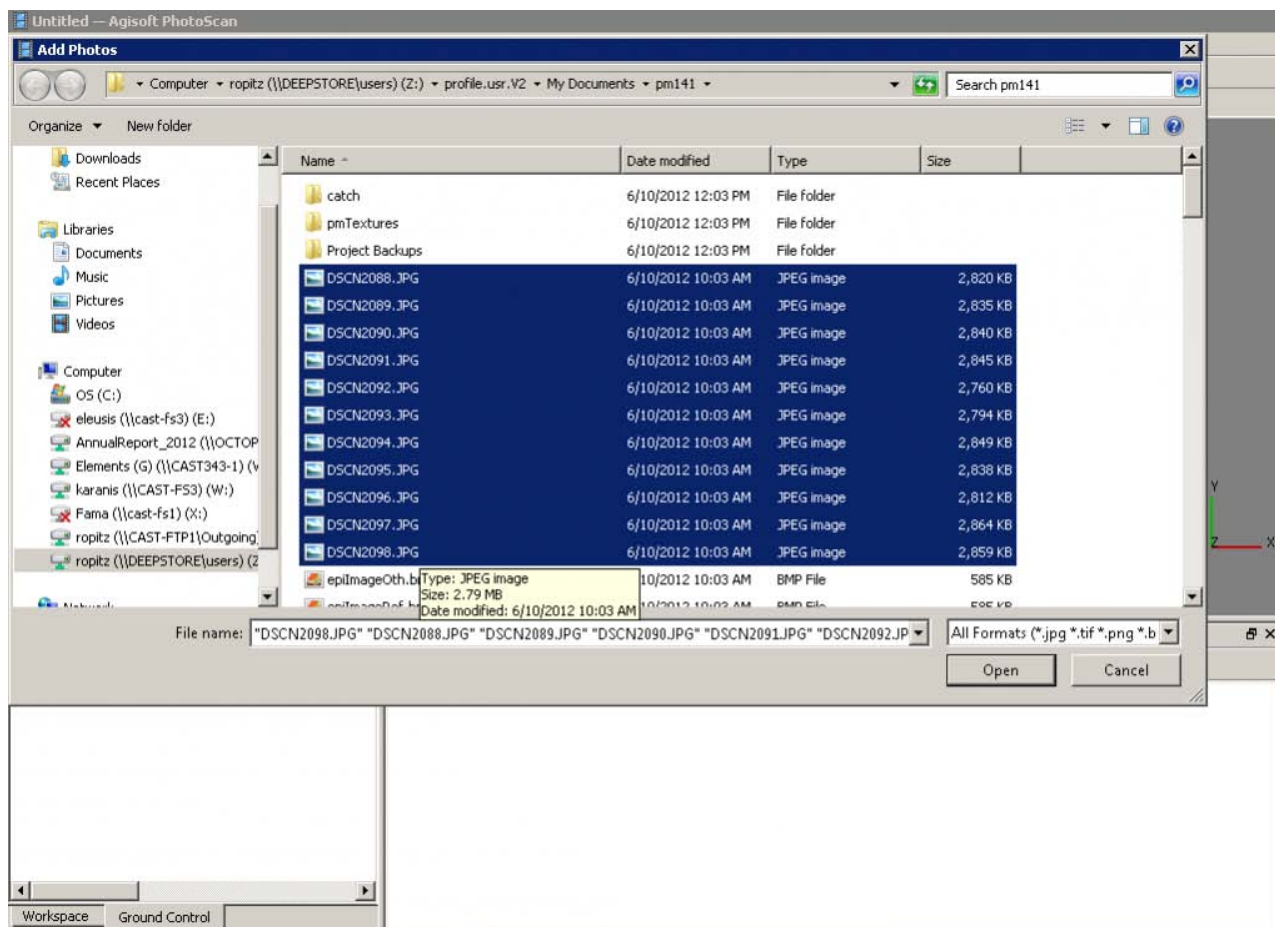 Untitled — Agisoft PhotoScan
Add Photos
Computer ropitz (\\DEEPSTORE\users) (Z:) profile.usr.V2 My Documents pm141
Search pm141
Organize New folder
Name Date modified Type Size
Downloads
Recent Places
Libraries
Documents
Music
Pictures
Videos
Computer
OS (C:)
eleusis (\\cast-fs3) (E:)
AnnualReport_2012 (\\OCTOP
Elements (G) (\\CAST343-1) (V
karanis (\\CAST-FS3) (W:)
Fama (\\cast-fs1) (X:)
ropitz (\\CAST-FTP1\Outgoing)
ropitz (\\DEEPSTORE\users) (Z
catch 6/10/2012 12:03 PM File folder
pmTextures 6/10/2012 12:03 PM File folder
Project Backups 6/10/2012 12:03 PM File folder
DSCN2088.JPG 6/10/2012 10:03 AM JPEG image 2,820 KB
DSCN2089.JPG 6/10/2012 10:03 AM JPEG image 2,835 KB
DSCN2090.JPG 6/10/2012 10:03 AM JPEG image 2,840 KB
DSCN2091.JPG 6/10/2012 10:03 AM JPEG image 2,845 KB
DSCN2092.JPG 6/10/2012 10:03 AM JPEG image 2,760 KB
DSCN2093.JPG 6/10/2012 10:03 AM JPEG image 2,794 KB
DSCN2094.JPG 6/10/2012 10:03 AM JPEG image 2,849 KB
DSCN2095.JPG 6/10/2012 10:03 AM JPEG image 2,838 KB
DSCN2096.JPG 6/10/2012 10:03 AM JPEG image 2,812 KB
DSCN2097.JPG 6/10/2012 10:03 AM JPEG image 2,864 KB
DSCN2098.JPG 6/10/2012 10:03 AM JPEG image 2,859 KB
epiImageOth.b 10/2012 10:03 AM BMP File 585 KB
Type: JPEG image
Size: 2.79 MB
Date modified: 6/10/2012 10:03 AM
File name: "DSCN2098.JPG" "DSCN2088.JPG" "DSCN2089.JPG" "DSCN2090.JPG" "DSCN2091.JPG" "DSCN2092.JP
All Formats (*.jpg *.tif *.png *.b
Open Cancel
Y
Z X
Workspace Ground Control